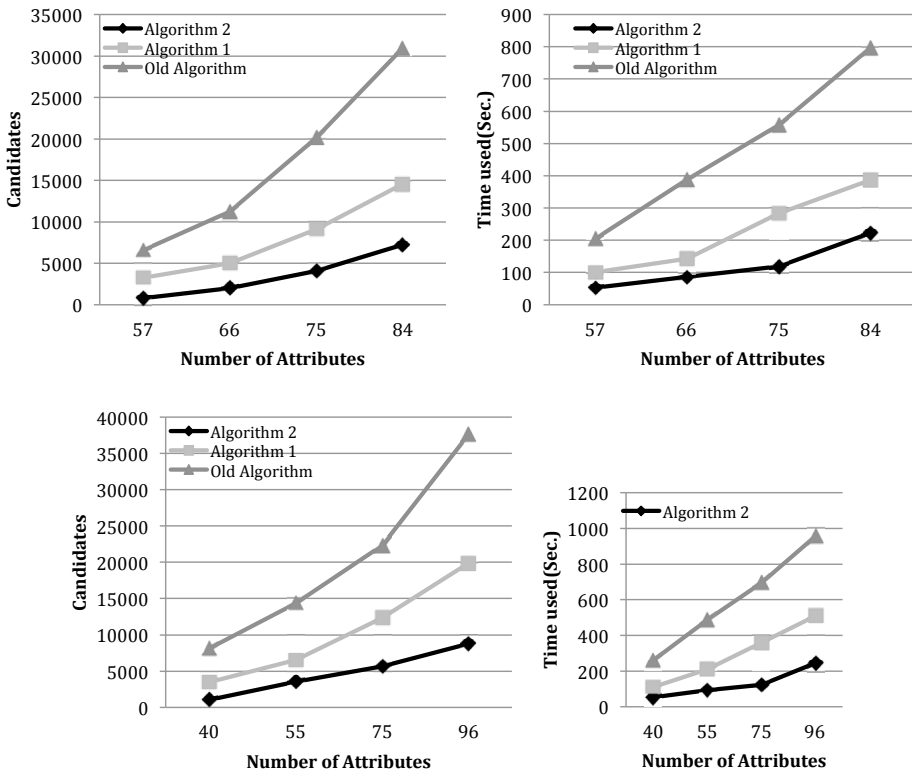 35000
30000
25000
20000
15000
10000
5000
0
Candidates
Algorithm 2
Algorithm 1
Old Algorithm
57 66 75 84
Number of Attributes
900
800
700
600
500
400
300
200
100
0
Time used(Sec.)
Algorithm 2
Algorithm 1
Old Algorithm
57 66 75 84
Number of Attributes
40000
35000
30000
25000
20000
15000
10000
5000
0
Candidates
Algorithm 2
Algorithm 1
Old Algorithm
40 55 75 96
Number of Attributes
1200
1000
800
600
400
200
0
Time used(Sec.)
Algorithm 2
40 55 75 96
Number of Attributes